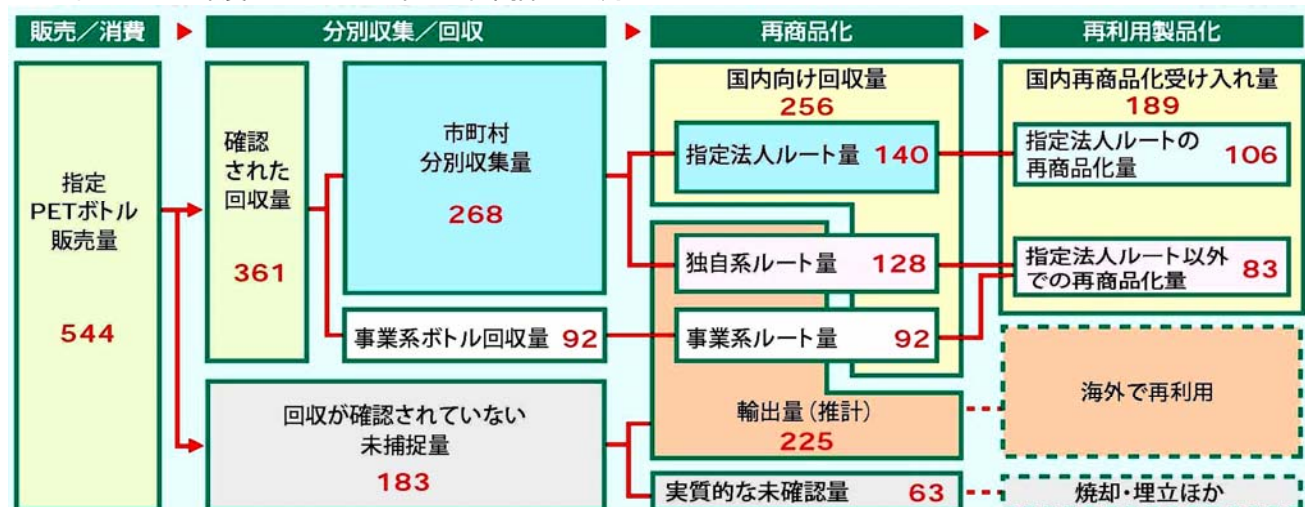 販売／消費
分別収集／回収
再商品化
再利用製品化
指定
PETボトル
販売量
544
確認
された
回収量
361
市町村
分別収集量
268
事業系ボトル回収量 92
回収が確認されていない
未捕捉量
183
国内向け回収量
256
指定法人ルート量 140
独自系ルート量 128
事業系ルート量 92
輸出量（推計）
225
実質的な未確認量 63
国内再商品化受け入れ量
189
指定法人ルートの
再商品化量 106
指定法人ルート以外
での再商品化量 83
海外で再利用
焼却・埋立ほか